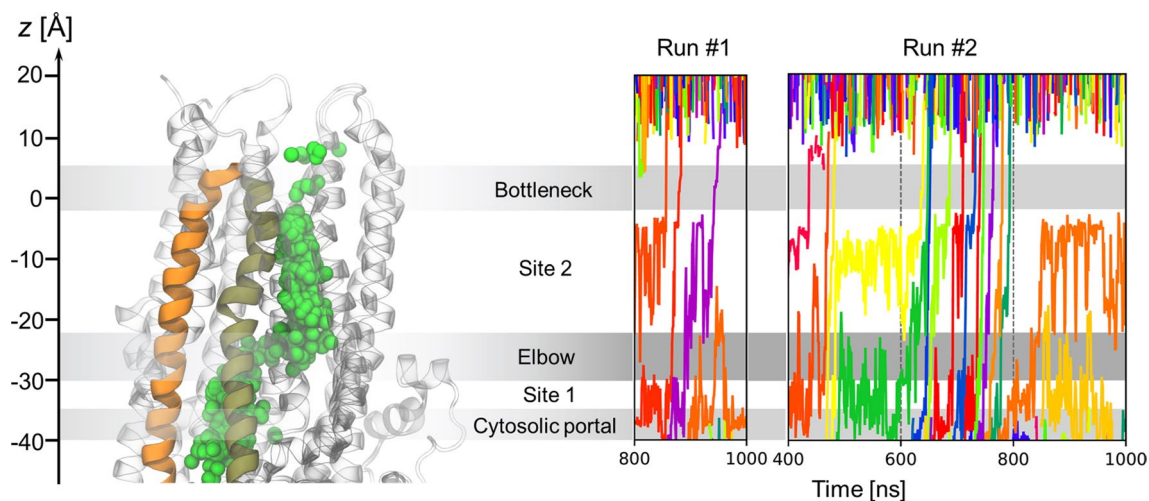 z [Å]
20
10
0
-10
-20
-30
-40
Bottleneck
Site 2
Elbow
Site 1
Cytosolic portal
Run #1
Run #2
800 1000 400 600 800 1000
Time [ns]